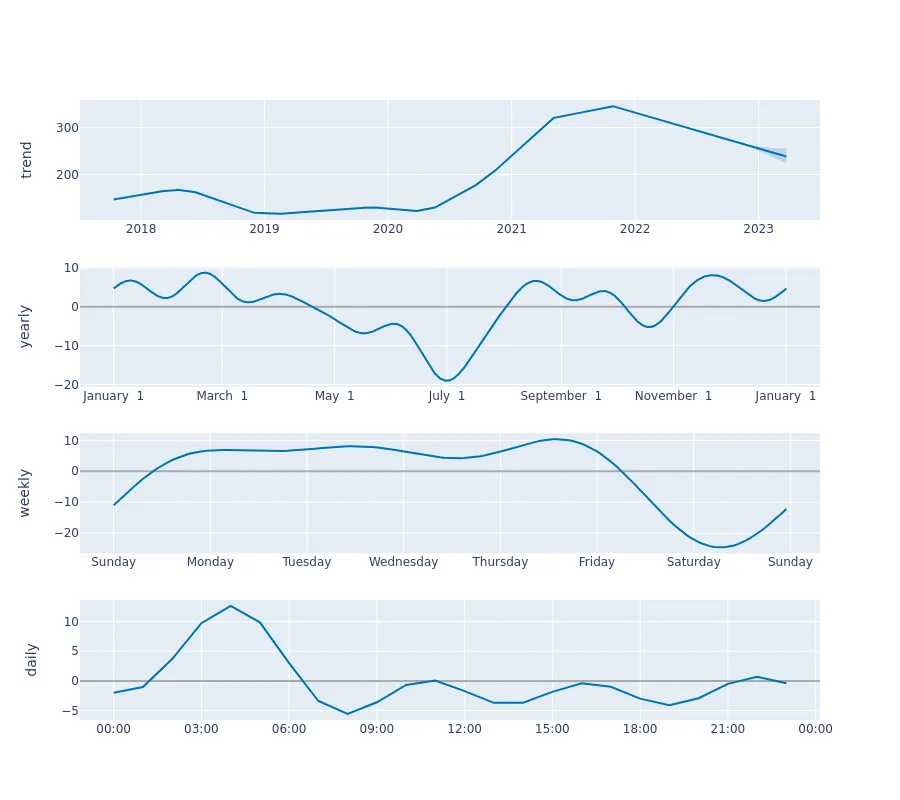 trend
300
200
2018 2019 2020 2021 2022 2023
yearly
10
0
−10
−20
January 1 March 1 May 1 July 1 September 1 November 1 January 1
weekly
10
0
−10
−20
Sunday Monday Tuesday Wednesday Thursday Friday Saturday Sunday
daily
10
5
0
−5
00:00 03:00 06:00 09:00 12:00 15:00 18:00 21:00 00:00